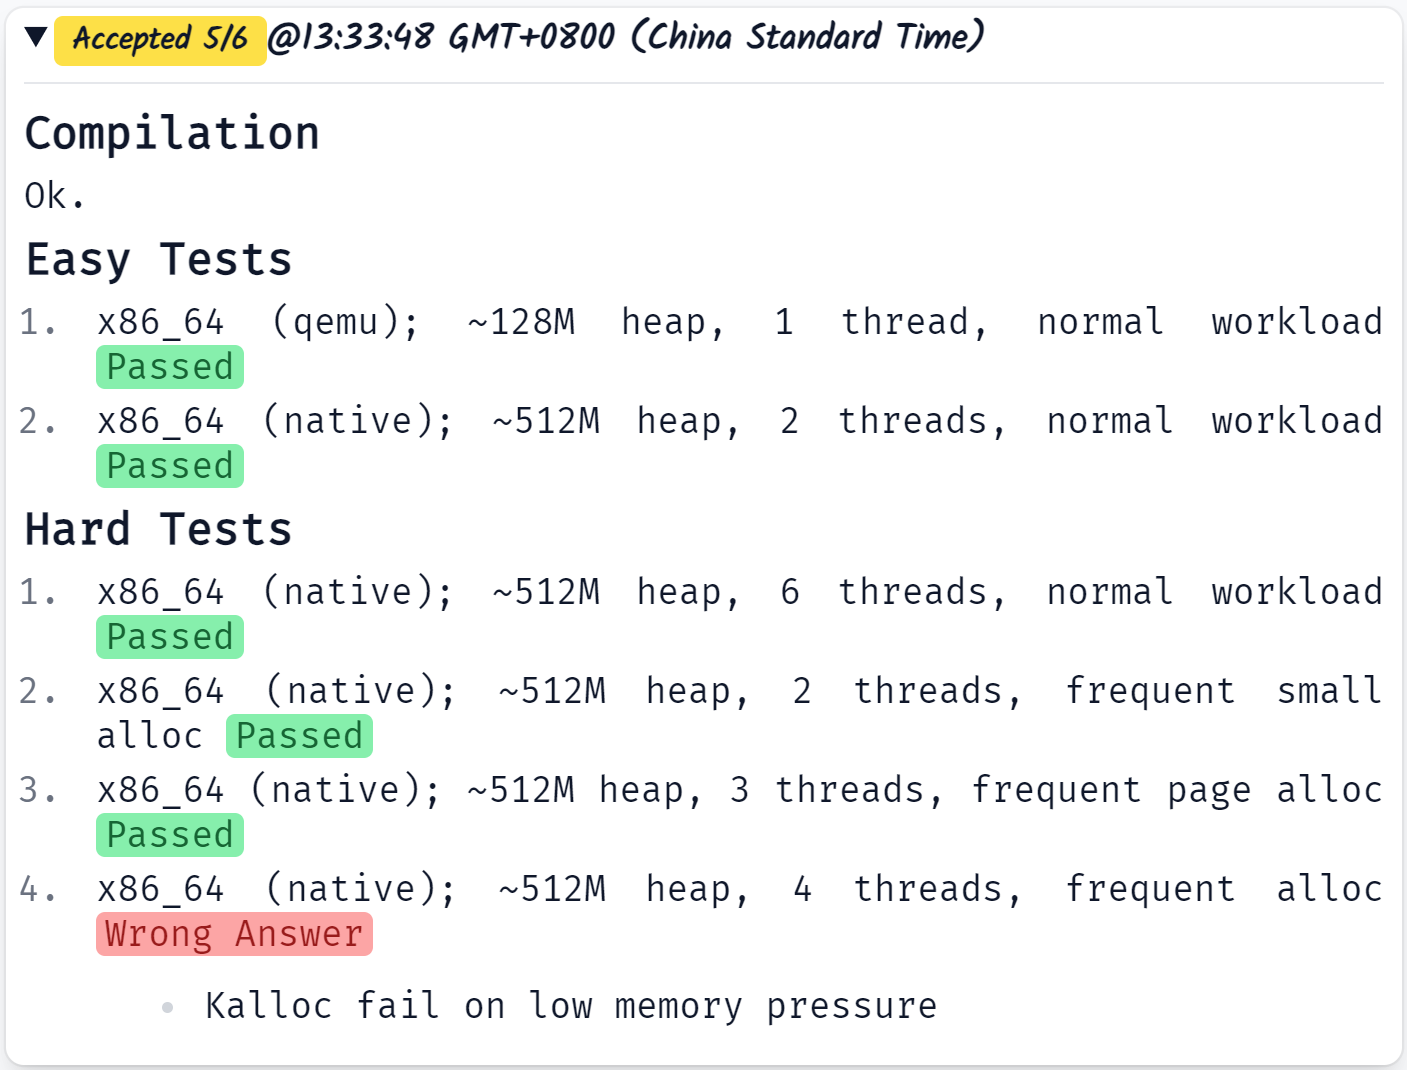 ▼ Accepted 5/6 @13:33:48 GMT+0800 (China Standard Time)
Compilation
Ok.
Easy Tests
1. x86_64 (qemu); ~128M heap, 1 thread, normal workload
Passed
2. x86_64 (native); ~512M heap, 2 threads, normal workload
Passed
Hard Tests
1. x86_64 (native); ~512M heap, 6 threads, normal workload
Passed
2. x86_64 (native); ~512M heap, 2 threads, frequent small
alloc Passed
3. x86_64 (native); ~512M heap, 3 threads, frequent page alloc
Passed
4. x86_64 (native); ~512M heap, 4 threads, frequent alloc
Wrong Answer
• Kalloc fail on low memory pressure